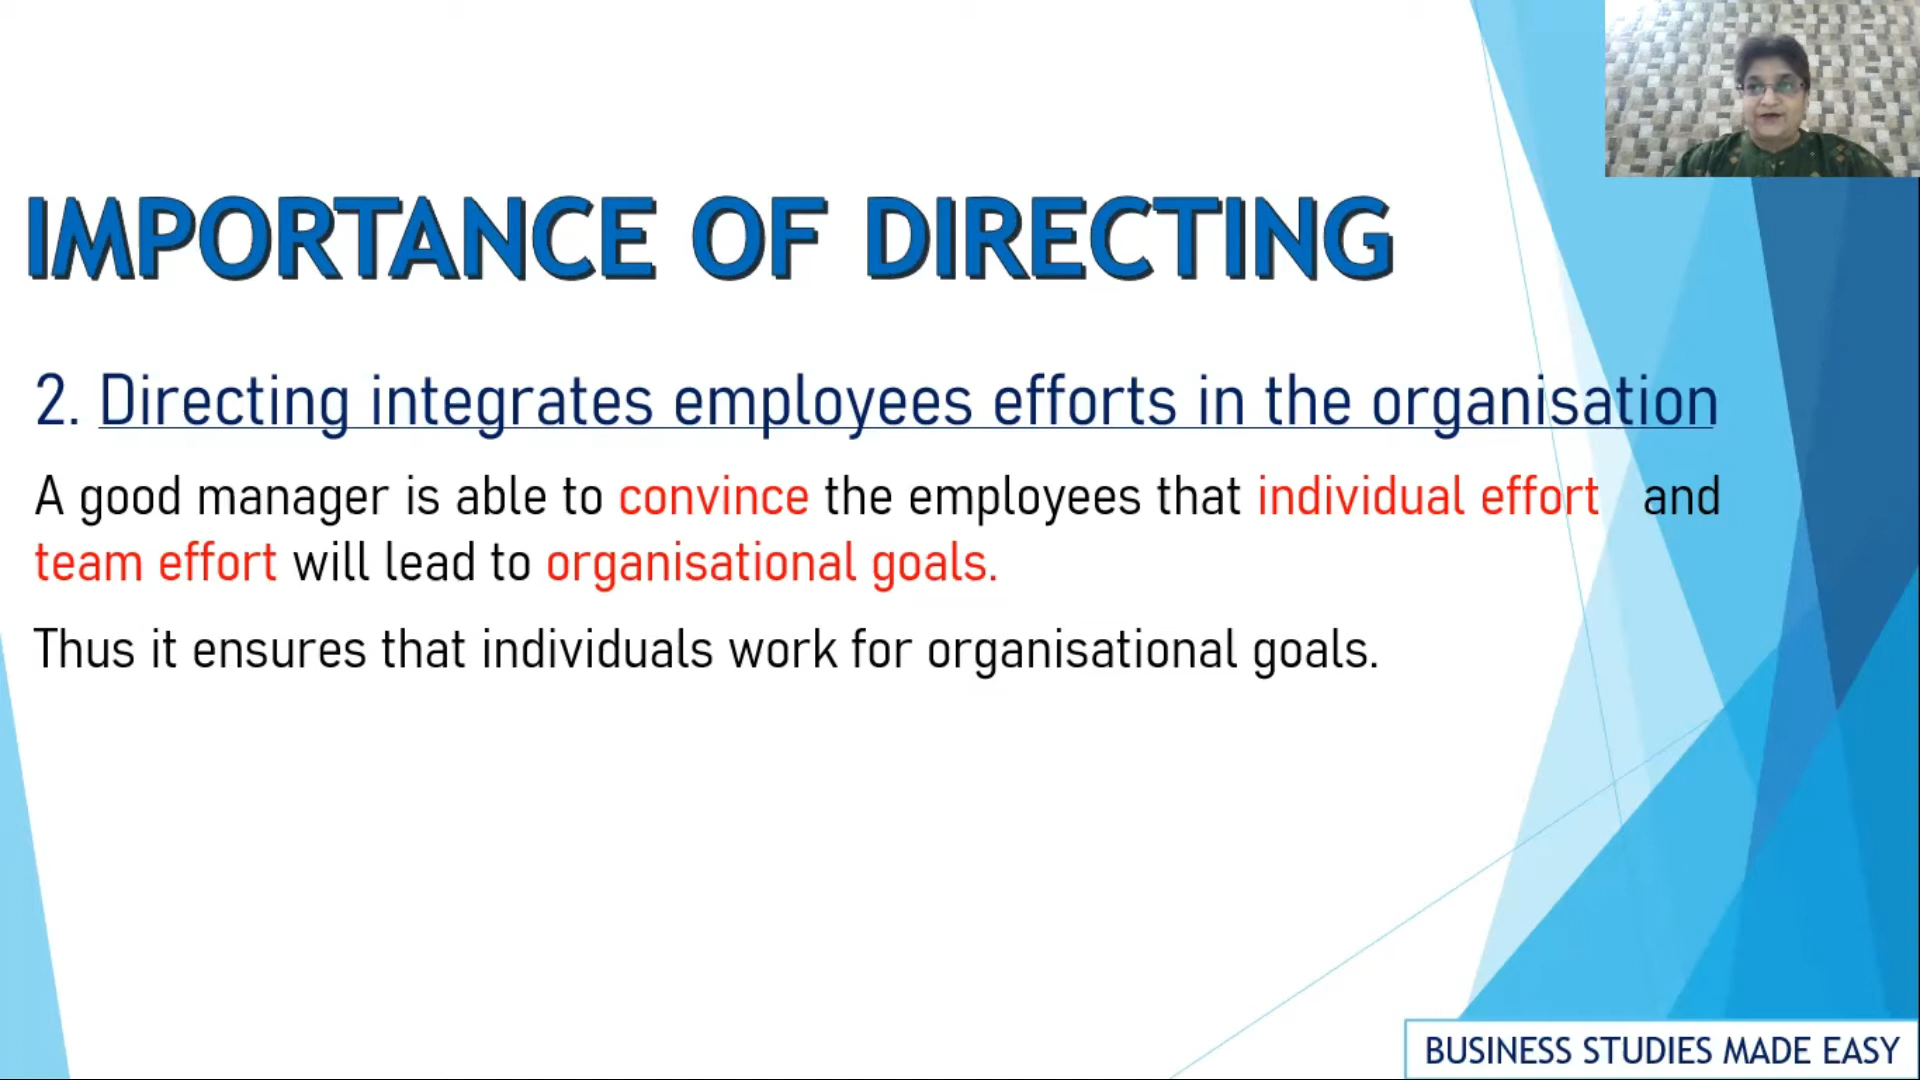 IMPORTANCE OF DIRECTING
2. Directing integrates employees efforts in the organisation
A good manager is able to convince the employees that individual effort and
team effort will lead to organisational goals.
Thus it ensures that individuals work for organisational goals.
BUSINESS STUDIES MADE EASY